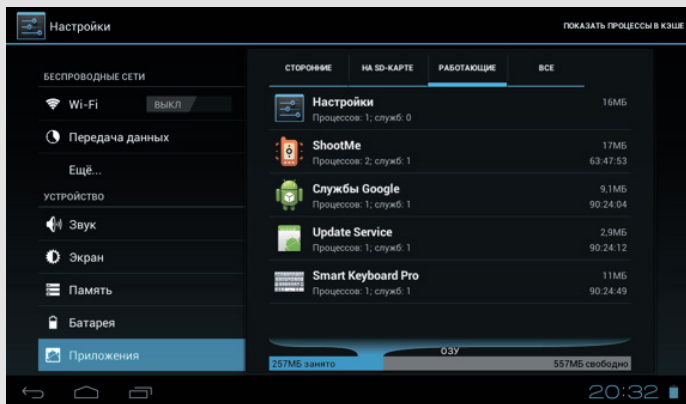 Настройки
ПОКАЗАТЬ ПРОЦЕССЫ В КЭШЕ
БЕСПРОВОДНЫЕ СЕТИ
Wi-Fi
ВЫКЛ
Передача данных
Ещё...
УСТРОЙСТВО
Звук
Экран
Память
Батарея
Приложения
СТОРОННИЕ
НА SD-КАРТЕ
РАБОТАЮЩИЕ
ВСЕ
Настройки
16МБ
Процессов: 1; служб: 0
ShootMe
17МБ
Процессов: 2; служб: 1
63:47:53
Службы Google
9,1МБ
Процессов: 1; служб: 1
90:24:04
Update Service
2,9МБ
Процессов: 1; служб: 1
90:24:12
Smart Keyboard Pro
11МБ
Процессов: 1; служб: 1
90:24:49
ОЗУ
257МБ занято
557МБ свободно
20:32